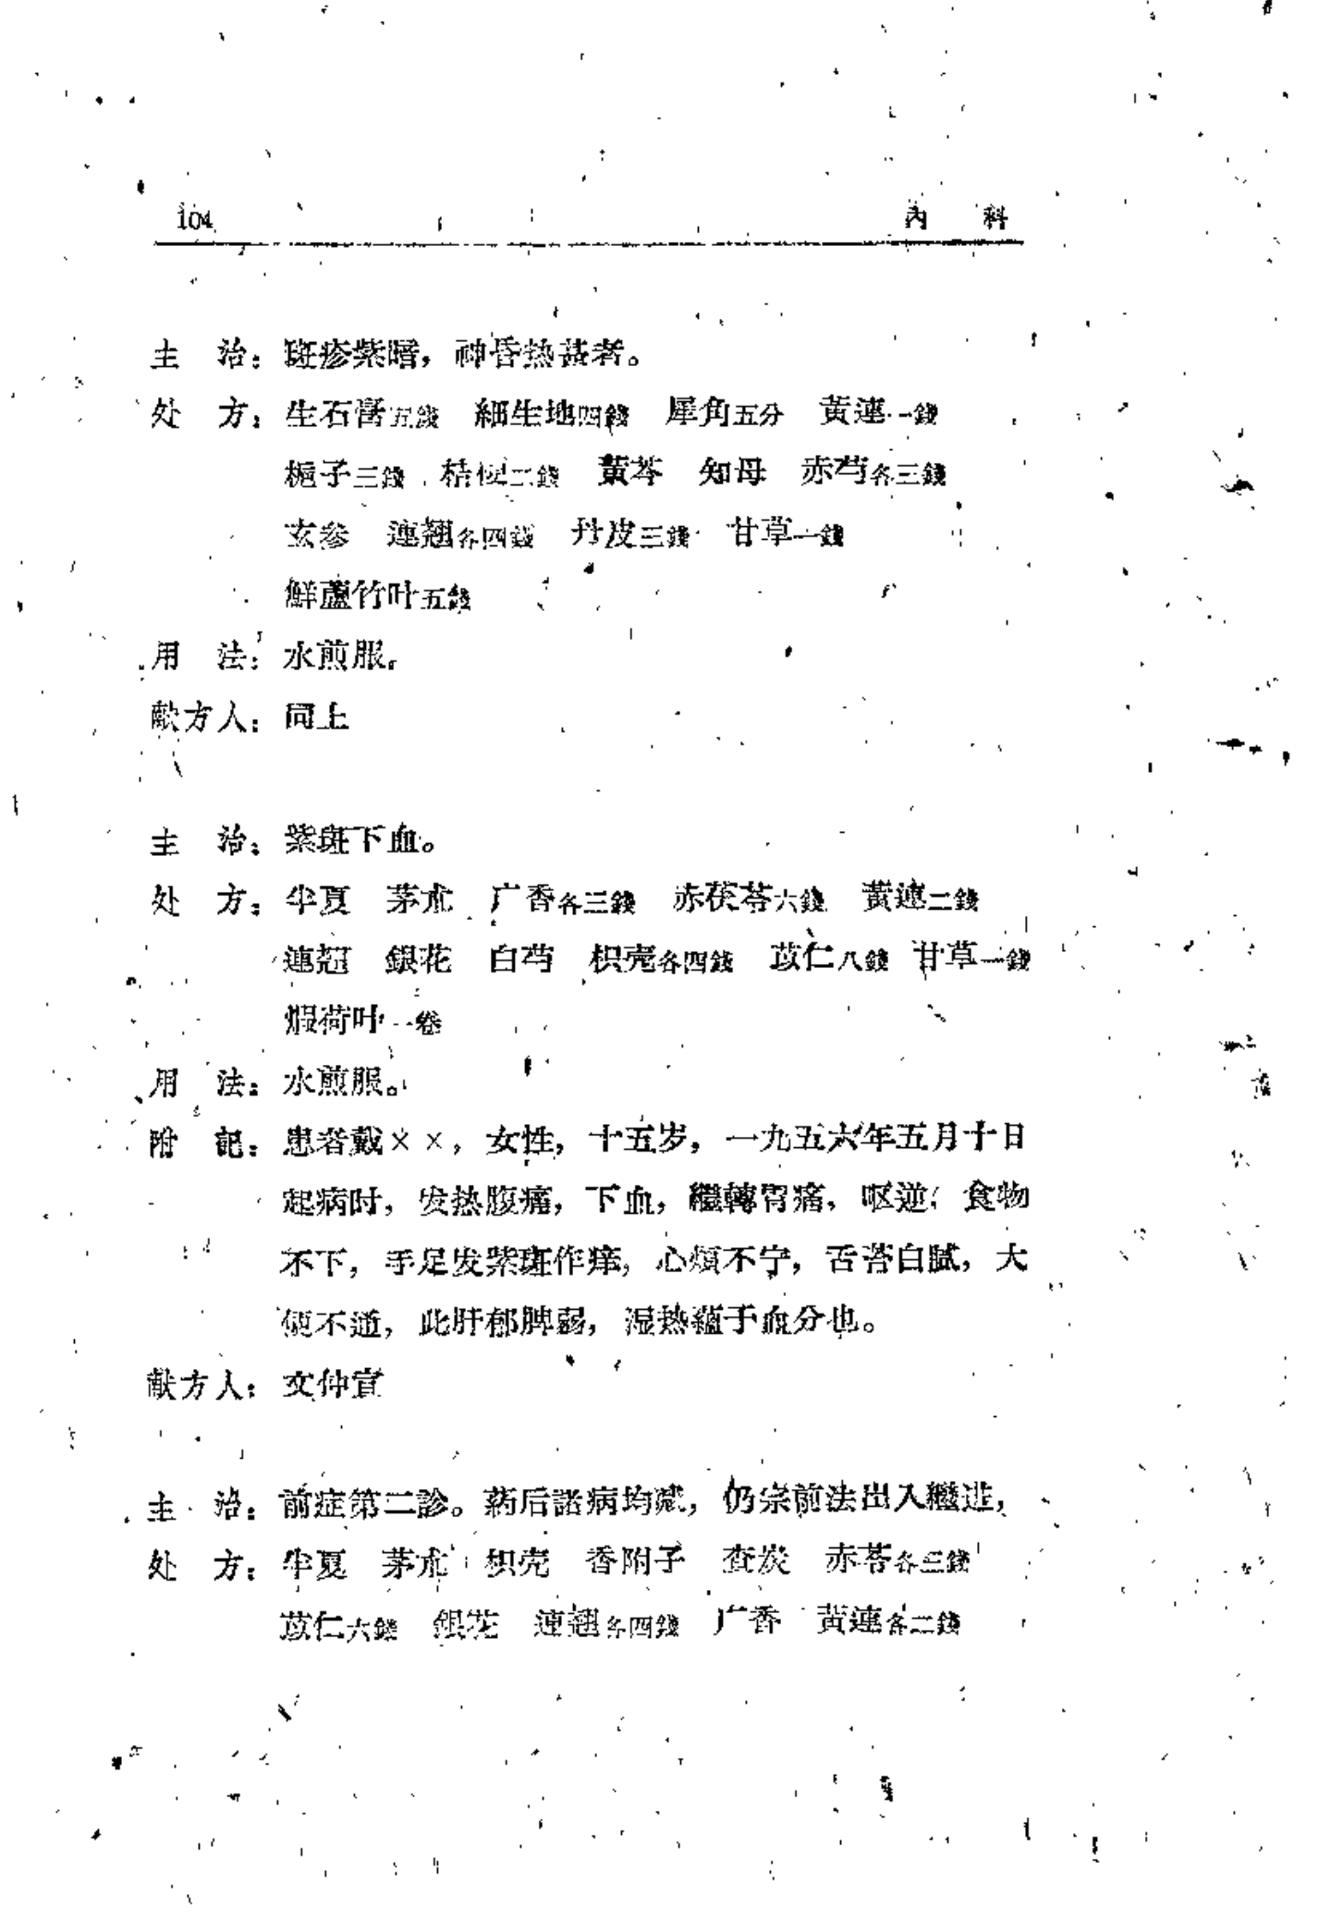 104 內 科
主 治：斑疹紫暗，神昏热甚者。
处 方：生石膏五錢 細生地四錢 犀角五分 黃連一錢
梔子三錢 桔梗二錢 黃芩 知母 赤芍各三錢
玄参 連翹各四錢 丹皮三錢 甘草一錢
鮮蘆竹叶五錢
用 法：水煎服。
献方人：同上
主 治：紫斑下血。
处 方：半夏 茅朮 广香各三錢 赤茯苓六錢 黃連二錢
連翹 銀花 白芍 枳壳各四錢 苡仁八錢 甘草一錢
煅荷叶一卷
用 法：水煎服。
附 記：患者戴××，女性，十五岁，一九五六年五月十日
起病时，发热腹痛，下血，繼轉胃痛，呕逆，食物
不下，手足发紫斑作痒，心煩不宁，舌苔白膩，大
便不通，此肝郁脾弱，湿热蘊于血分也。
献方人：文仲宣
主 治：前症第二診。药后諸病均减，仍宗前法出入繼进，
处 方：半夏 茅朮 枳壳 香附子 查炭 赤苓各三錢
苡仁六錢 銀花 連翹各四錢 广香 黃連各二錢